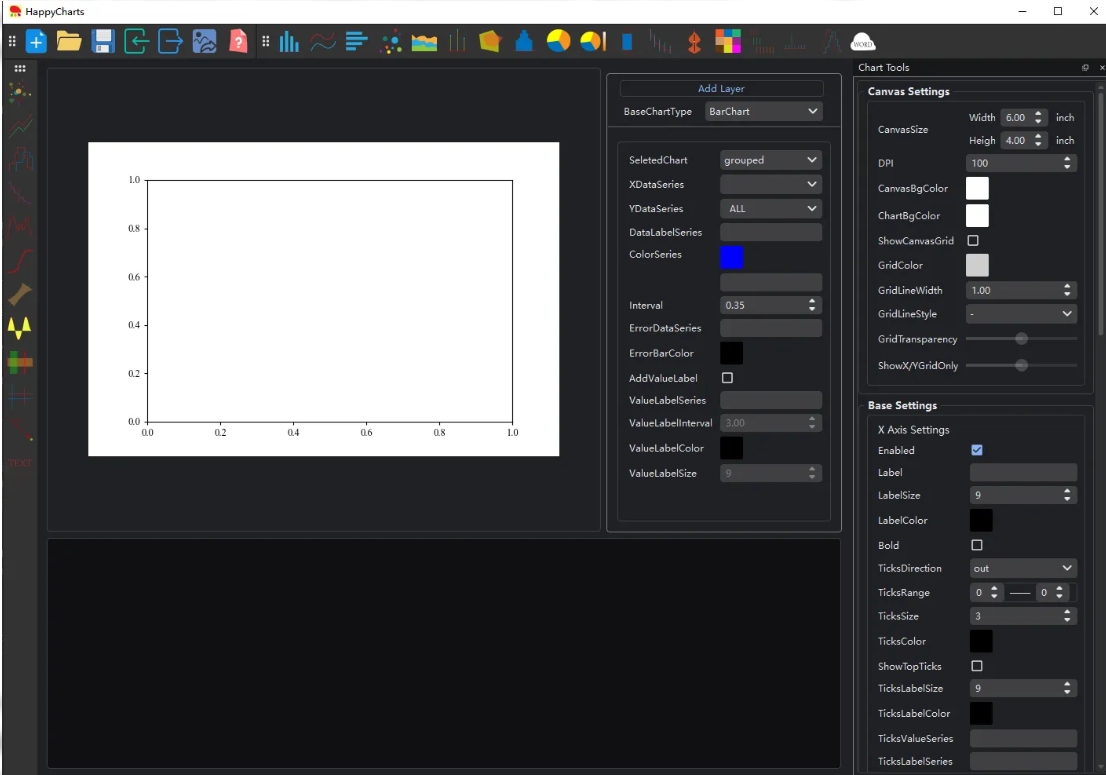 HappyCharts
WORD
TEXT
1.0
0.8
0.6
0.4
0.2
0.0
0.0 0.2 0.4 0.6 0.8 1.0
Add Layer
BaseChartType BarChart
SeletedChart grouped
XDataSeries
YDataSeries ALL
DataLabelSeries
ColorSeries
Interval 0.35
ErrorDataSeries
ErrorBarColor
AddValueLabel
ValueLabelSeries
ValueLabelInterval 3.00
ValueLabelColor
ValueLabelSize 9
Chart Tools
Canvas Settings
CanvasSize
Width 6.00 inch
Heigh 4.00 inch
DPI 100
CanvasBgColor
ChartBgColor
ShowCanvasGrid
GridColor
GridLineWidth 1.00
GridLineStyle -
GridTransparency
ShowX/YGridOnly
Base Settings
X Axis Settings
Enabled
Label
LabelSize 9
LabelColor
Bold
TicksDirection out
TicksRange 0 0
TicksSize 3
TicksColor
ShowTopTicks
TicksLabelSize 9
TicksLabelColor
TicksValueSeries
TicksLabelSeries